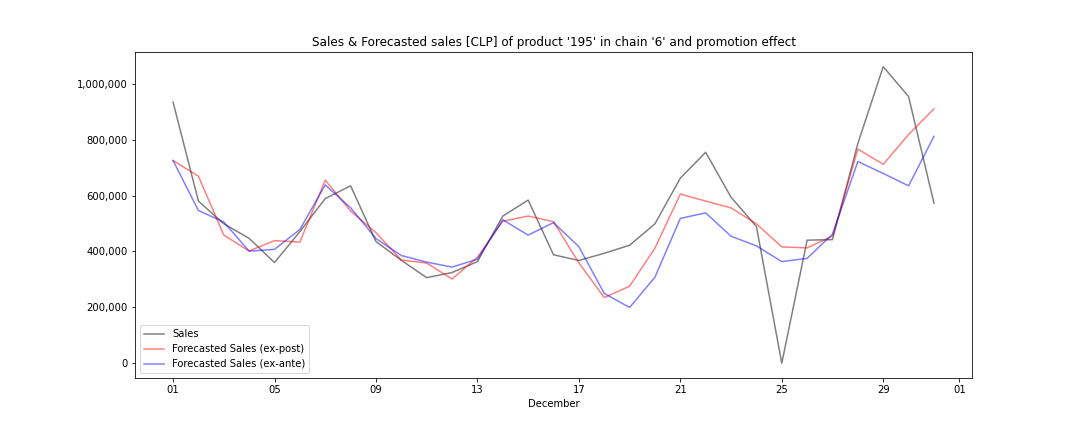 Sales & Forecasted sales [CLP] of product '195' in chain '6' and promotion effect
1,000,000
800,000
600,000
400,000
200,000
0
Sales
Forecasted Sales (ex-post)
Forecasted Sales (ex-ante)
01 05 09 13 17 21 25 29 01
December